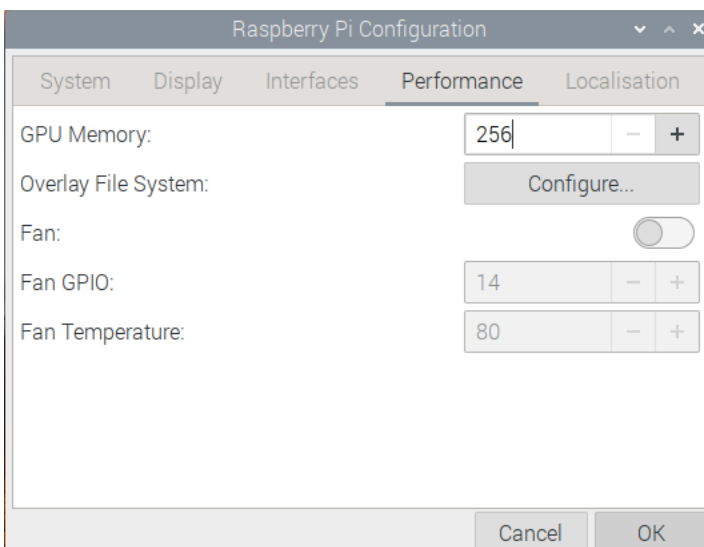 Raspberry Pi Configuration
System Display Interfaces Performance Localisation
GPU Memory: 256
Overlay File System: Configure...
Fan:
Fan GPIO: 14
Fan Temperature: 80
Cancel OK